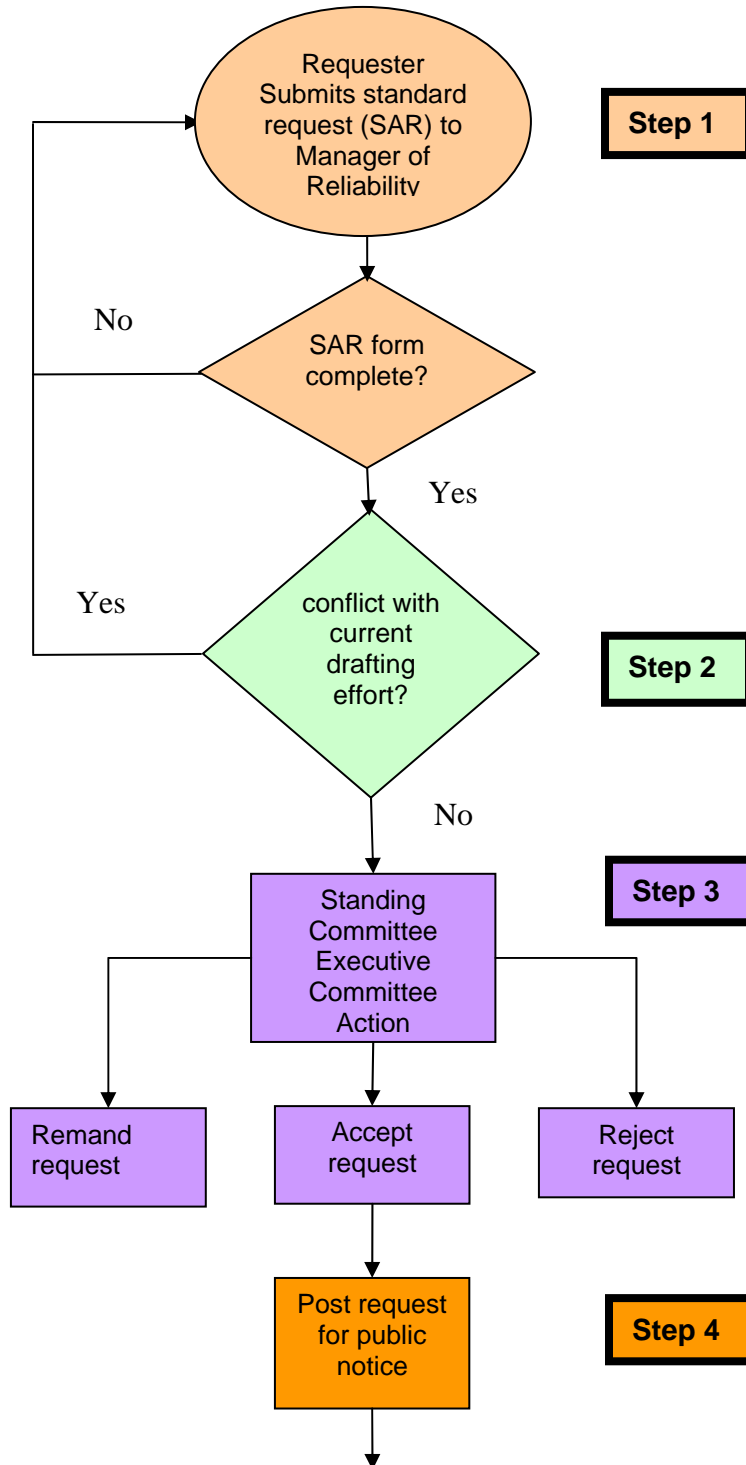 Requester
Submits standard
request (SAR) to
Manager of
Reliability
Step 1
No
SAR form
complete?
Yes
Yes
conflict with
current
drafting
effort?
Step 2
No
Step 3
Standing
Committee
Executive
Committee
Action
Remand
request
Accept
request
Reject
request
Post request
for public
notice
Step 4